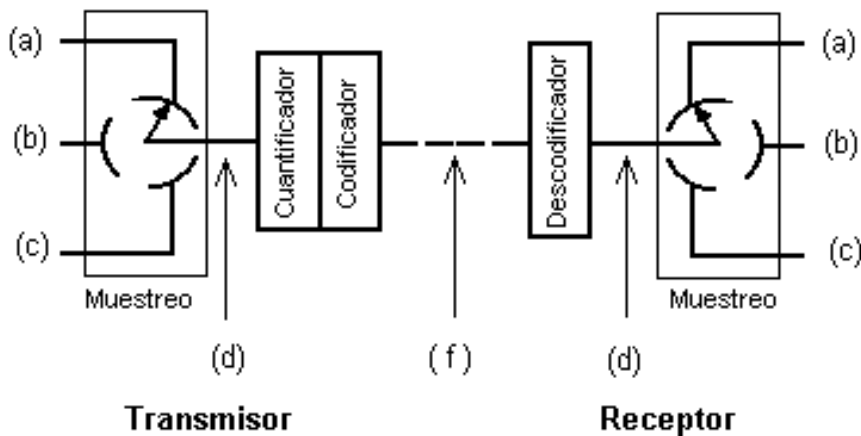 (a)
(a)
(b)
Cuantificador
Codificador
Descodificador
(b)
(c)
(c)
Muestreo
Muestreo
(d)
( f )
(d)
Transmisor
Receptor